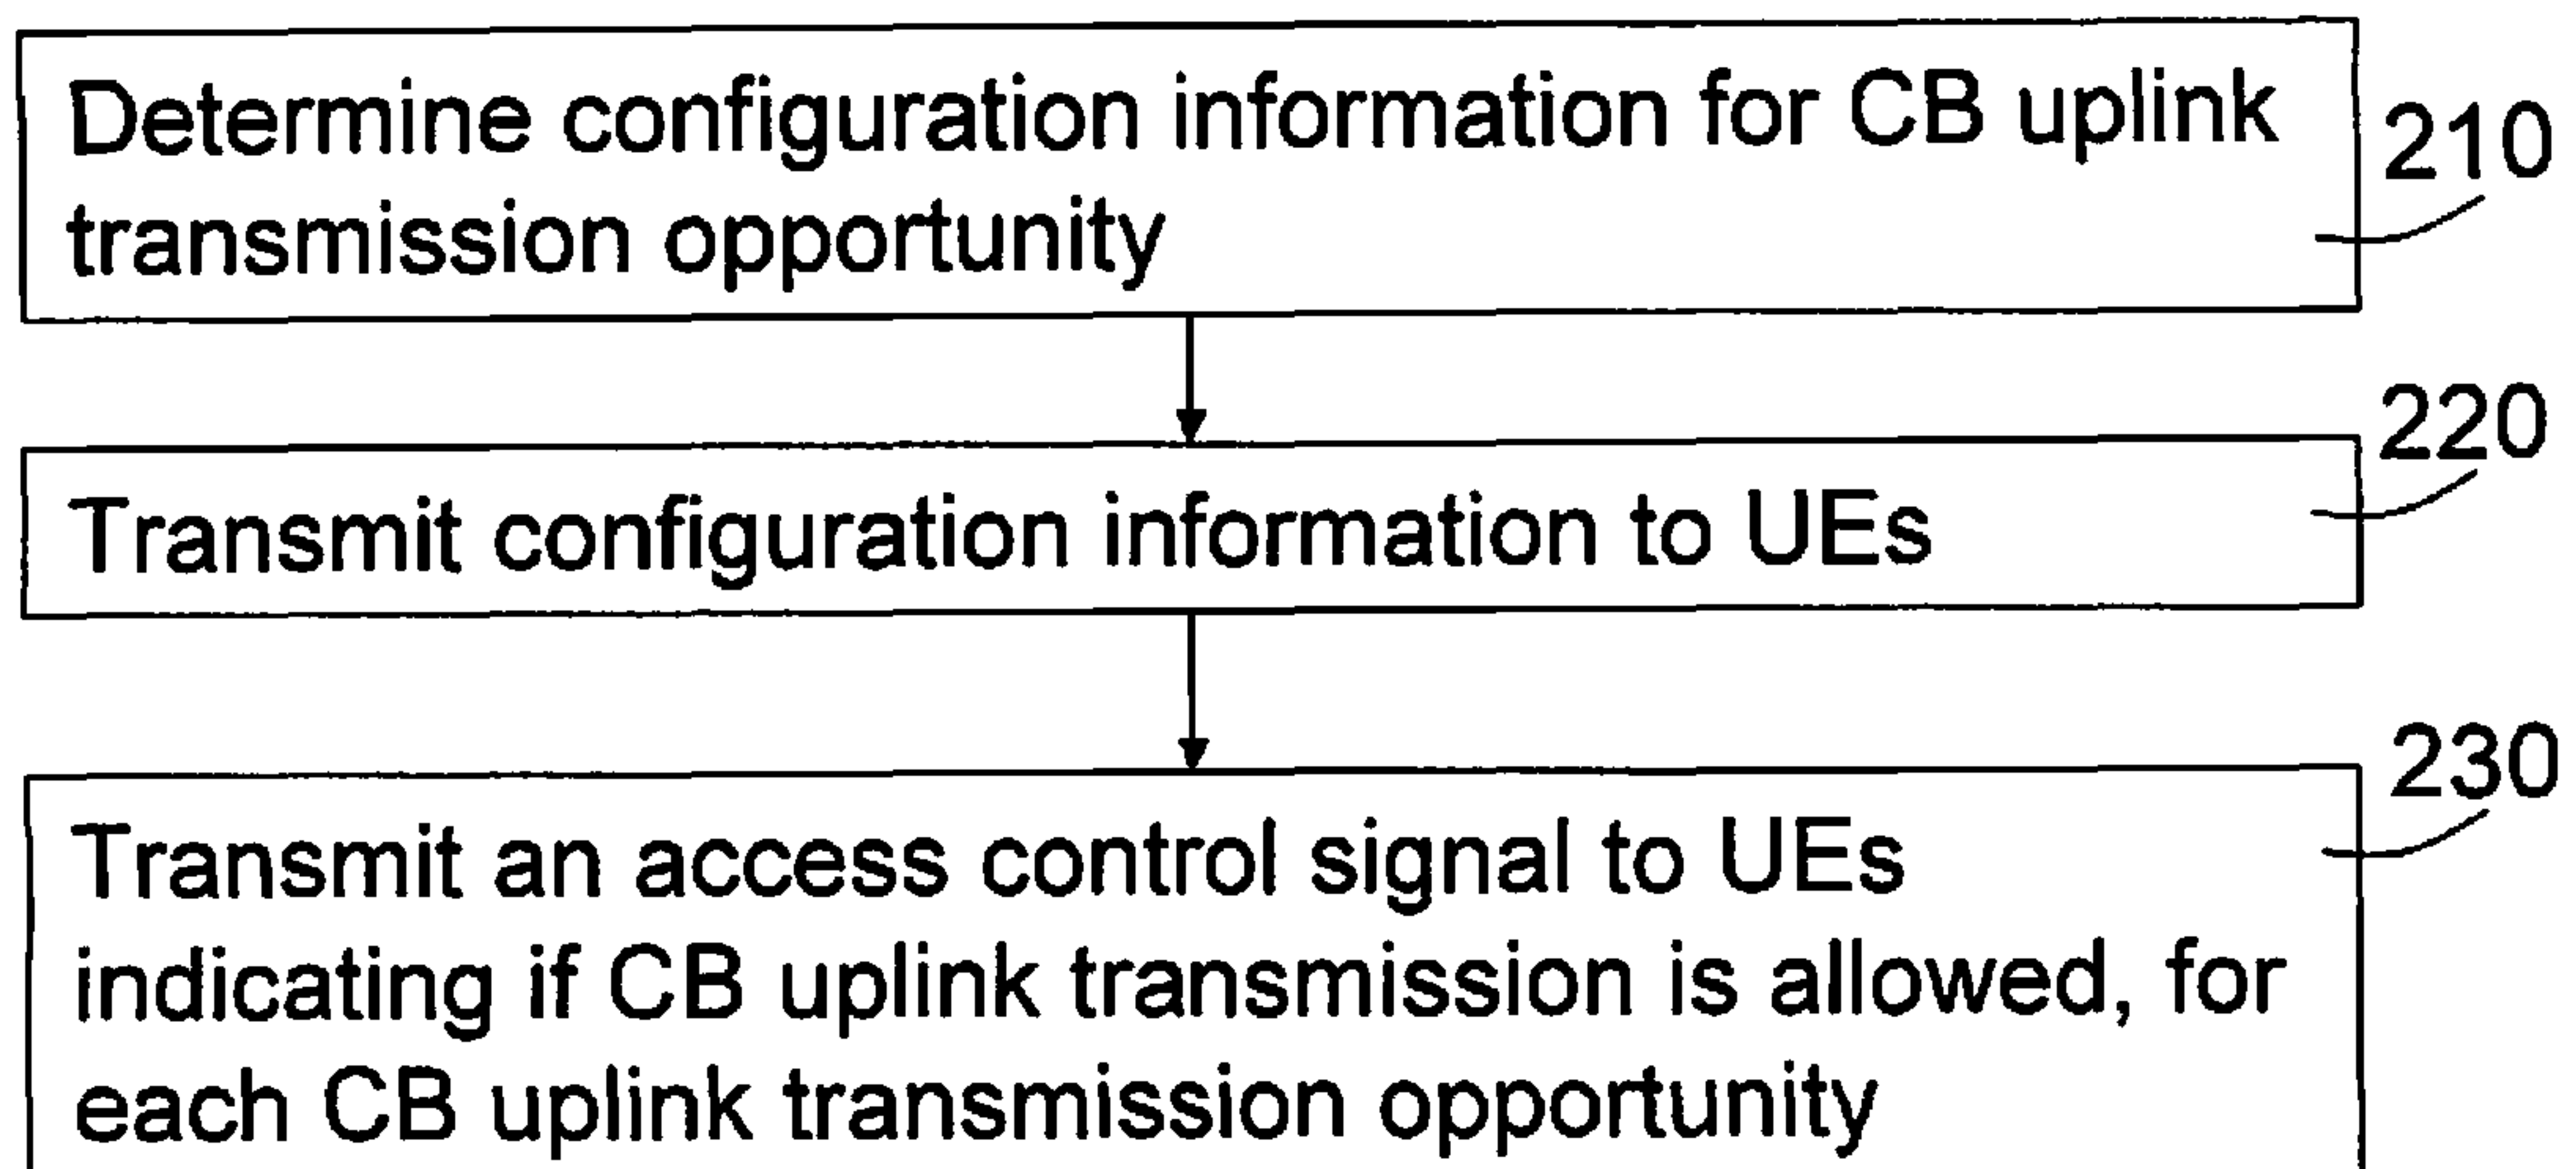 Determine configuration information for CB uplink
transmission opportunity
210
Transmit configuration information to UEs
220
Transmit an access control signal to UEs
indicating if CB uplink transmission is allowed, for
each CB uplink transmission opportunity
230